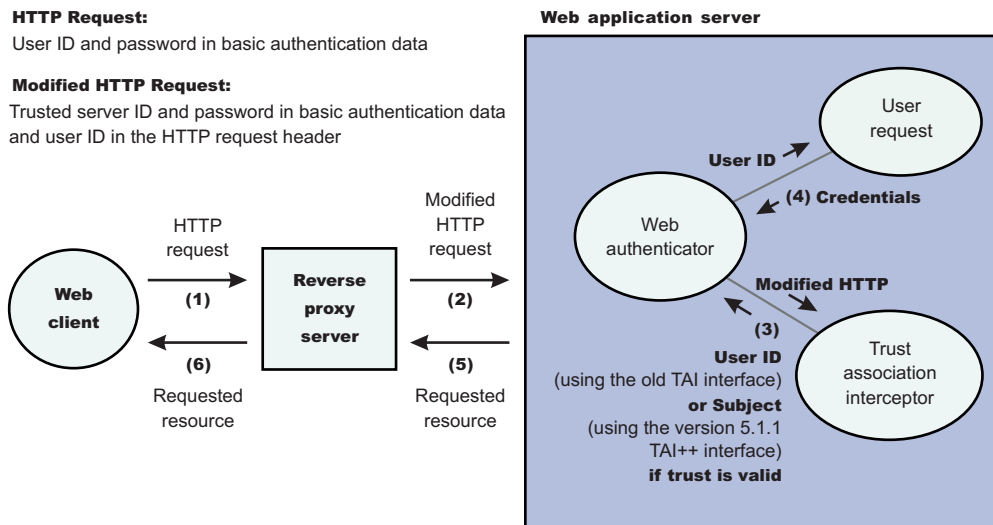 HTTP Request:
User ID and password in basic authentication data
Modified HTTP Request:
Trusted server ID and password in basic authentication data
and user ID in the HTTP request header
Web
client
HTTP
request
(1)
(6)
Requested
resource
Reverse
proxy
server
Modified
HTTP
request
(2)
(5)
Requested
resource
Web application server
User
request
User ID
(4) Credentials
Web
authenticator
Modified HTTP
(3)
User ID
(using the old TAI interface)
or Subject
(using the version 5.1.1
TAI++ interface)
if trust is valid
Trust
association
interceptor